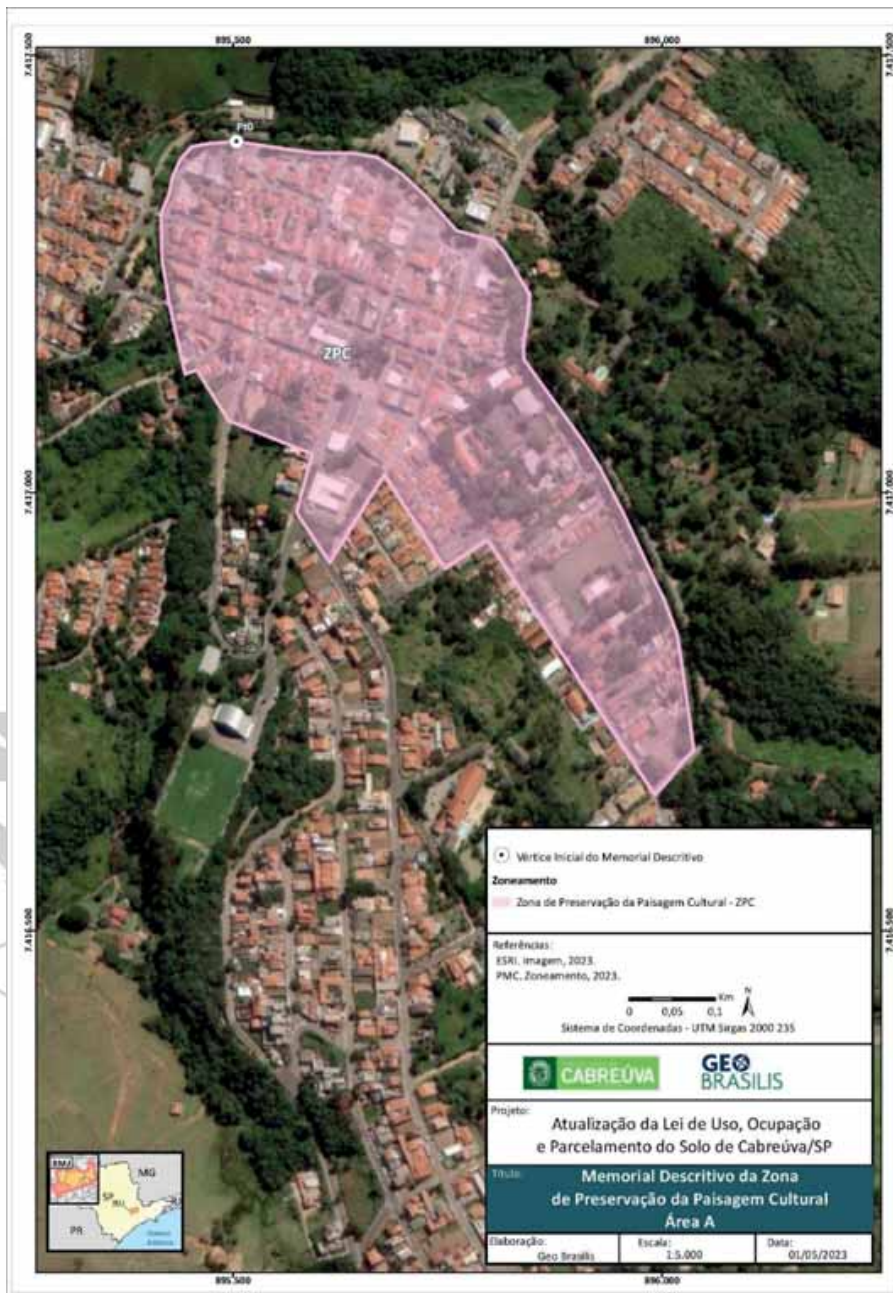 895,500
896,000
7.417.500
7.417.500
P10
ZPC
7.417.000
7.417.000
Vértice Inicial do Memorial Descritivo
Zoneamento
Zona de Preservação da Paisagem Cultural - ZPC
7.416.500
7.416.500
Referências:
ESRI. Imagem, 2023.
PMC. Zoneamento, 2023.
Km
N
0 0,05 0,1
Sistema de Coordenadas - UTM Sirgas 2000 23S
CABREÚVA
GEO
BRASILIS
Projeto:
Atualização da Lei de Uso, Ocupação
e Parcelamento do Solo de Cabreúva/SP
Título:
Memorial Descritivo da Zona
de Preservação da Paisagem Cultural
Área A
RMJ
MG
SP
PR
Elaboração:
Geo Brasilis
Escala:
1:5.000
Data:
01/05/2023
895,500
896,000